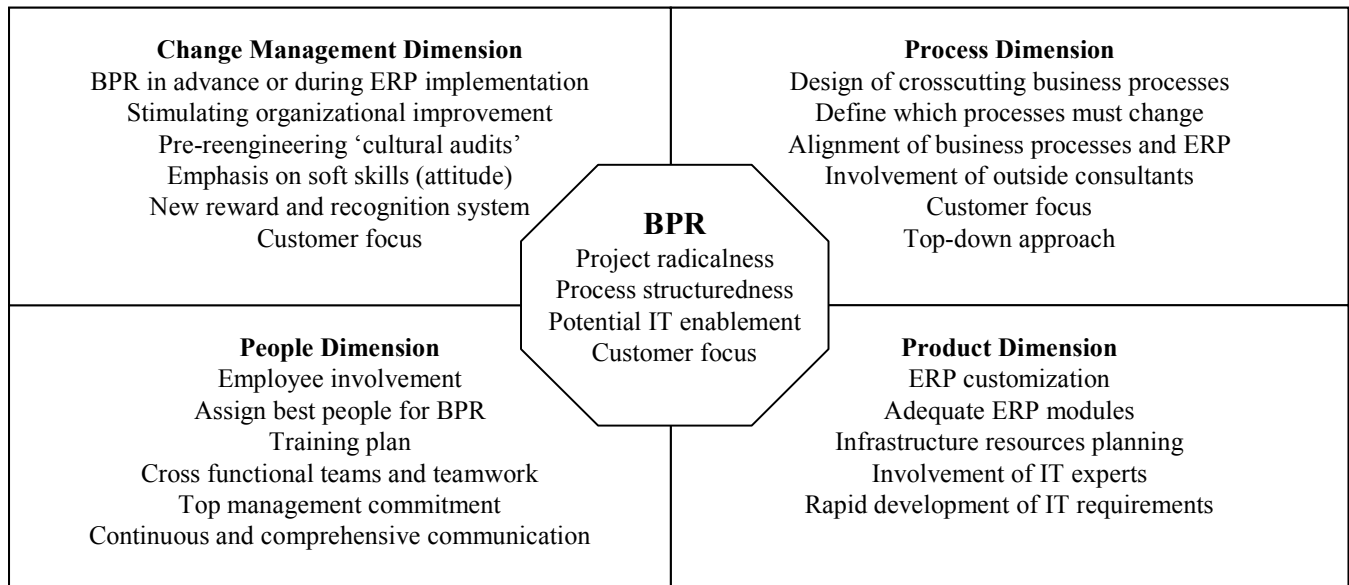 Change Management Dimension
BPR in advance or during ERP implementation
Stimulating organizational improvement
Pre-reengineering ‘cultural audits’
Emphasis on soft skills (attitude)
New reward and recognition system
Customer focus
Process Dimension
Design of crosscutting business processes
Define which processes must change
Alignment of business processes and ERP
Involvement of outside consultants
Customer focus
Top-down approach
BPR
Project radicalness
Process structuredness
Potential IT enablement
Customer focus
People Dimension
Employee involvement
Assign best people for BPR
Training plan
Cross functional teams and teamwork
Top management commitment
Continuous and comprehensive communication
Product Dimension
ERP customization
Adequate ERP modules
Infrastructure resources planning
Involvement of IT experts
Rapid development of IT requirements